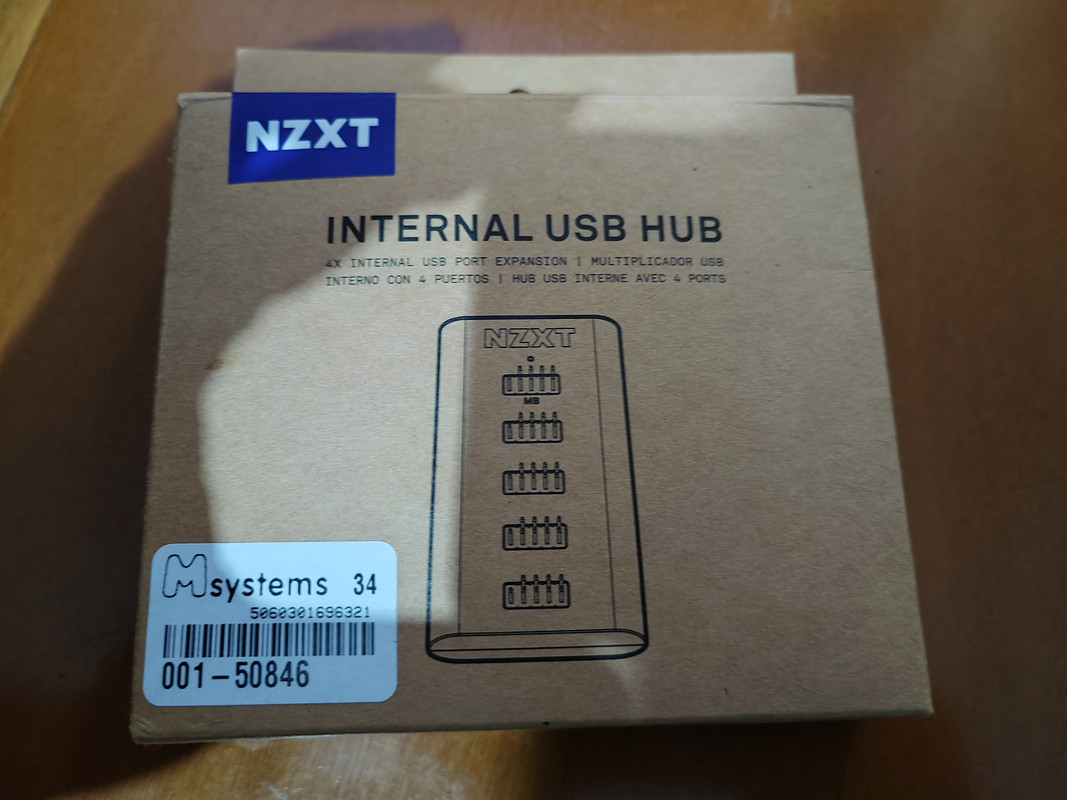 NZXT
INTERNAL USB HUB
4X INTERNAL USB PORT EXPANSION | MULTIPLICADOR USB
INTERNO CON 4 PUERTOS | HUB USB INTERNE AVEC 4 PORTS
NZXT
MB
Msystems 34
5060301696321
001-50846